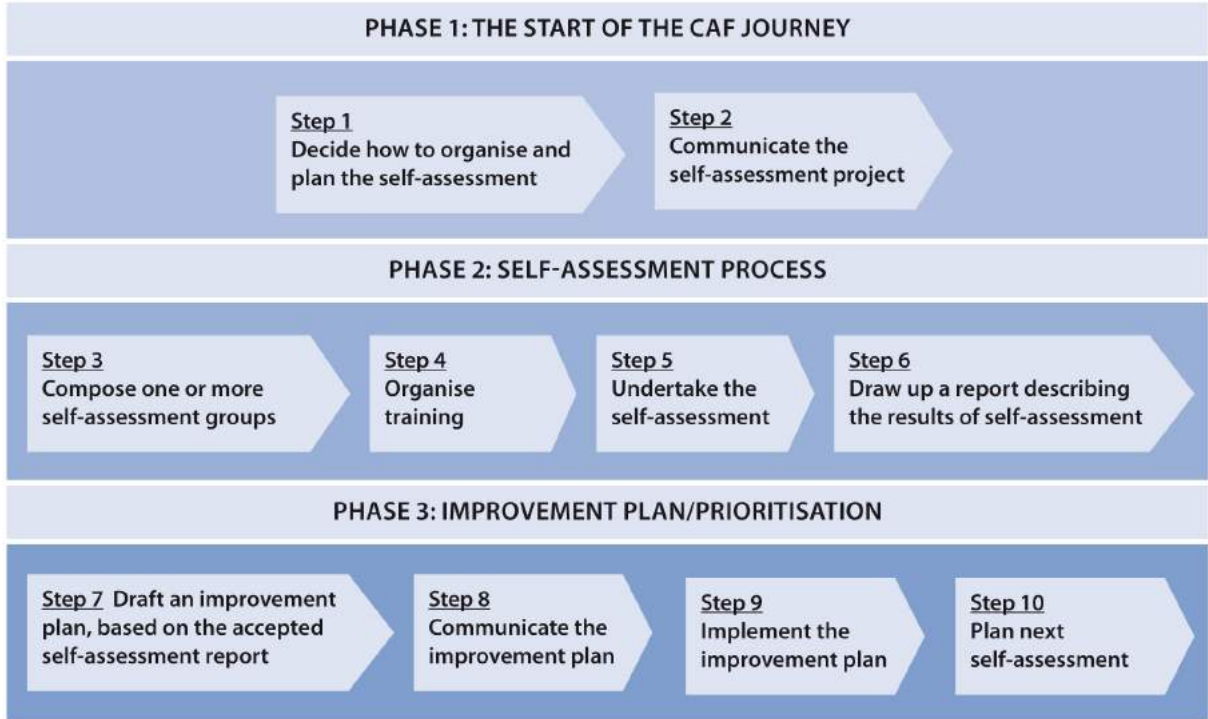 PHASE 1: THE START OF THE CAF JOURNEY
Step 1
Decide how to organise and
plan the self-assessment
Step 2
Communicate the
self-assessment project
PHASE 2: SELF-ASSESSMENT PROCESS
Step 3
Compose one or more
self-assessment groups
Step 4
Organise
training
Step 5
Undertake the
self-assessment
Step 6
Draw up a report describing
the results of self-assessment
PHASE 3: IMPROVEMENT PLAN/PRIORITISATION
Step 7 Draft an improvement
plan, based on the accepted
self-assessment report
Step 8
Communicate the
improvement plan
Step 9
Implement the
improvement plan
Step 10
Plan next
self-assessment